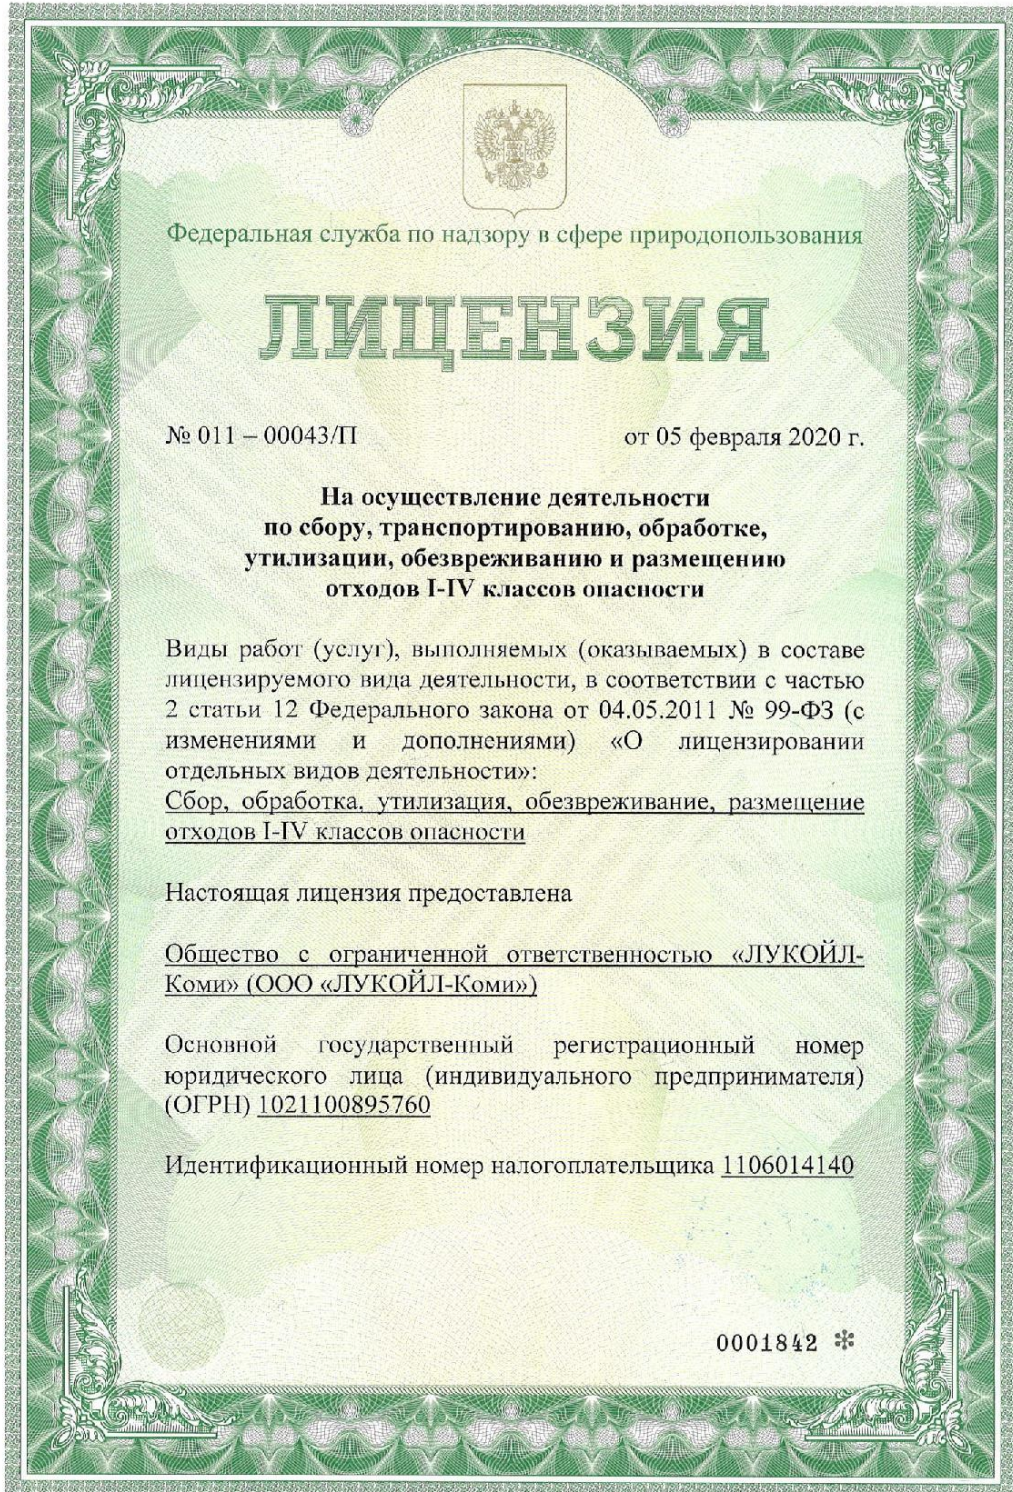 Федеральная служба по надзору в сфере природопользования
ЛИЦЕНЗИЯ
№ 011 – 00043/П от 05 февраля 2020 г.
На осуществление деятельности
по сбору, транспортированию, обработке,
утилизации, обезвреживанию и размещению
отходов I-IV классов опасности
Виды работ (услуг), выполняемых (оказываемых) в составе
лицензируемого вида деятельности, в соответствии с частью
2 статьи 12 Федерального закона от 04.05.2011 № 99-ФЗ (с
изменениями и дополнениями) «О лицензировании
отдельных видов деятельности»:
Сбор, обработка, утилизация, обезвреживание, размещение
отходов I-IV классов опасности
Настоящая лицензия предоставлена
Общество с ограниченной ответственностью «ЛУКОЙЛ-
Коми» (ООО «ЛУКОЙЛ-Коми»)
Основной государственный регистрационный номер
юридического лица (индивидуального предпринимателя)
(ОГРН) 1021100895760
Идентификационный номер налогоплательщика 1106014140
0001842 ✻